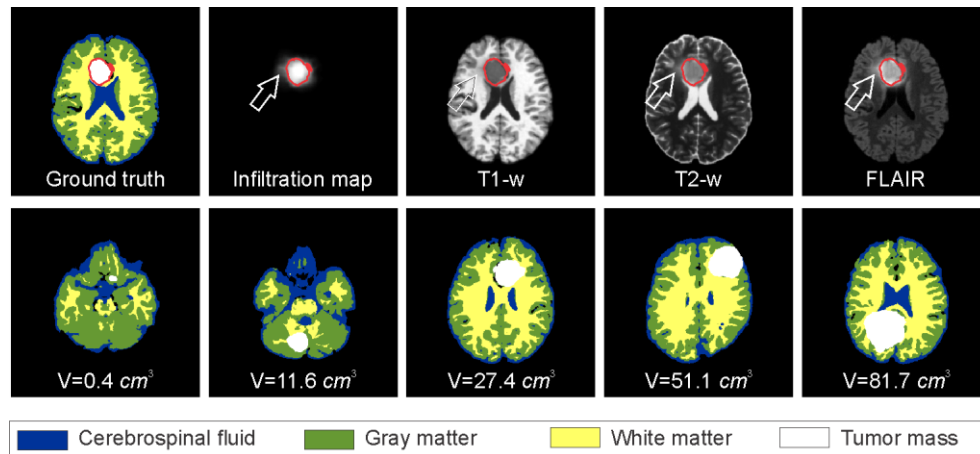 Ground truth
Infiltration map
T1-w
T2-w
FLAIR
V=0.4 cm³
V=11.6 cm³
V=27.4 cm³
V=51.1 cm³
V=81.7 cm³
Cerebrospinal fluid
Gray matter
White matter
Tumor mass